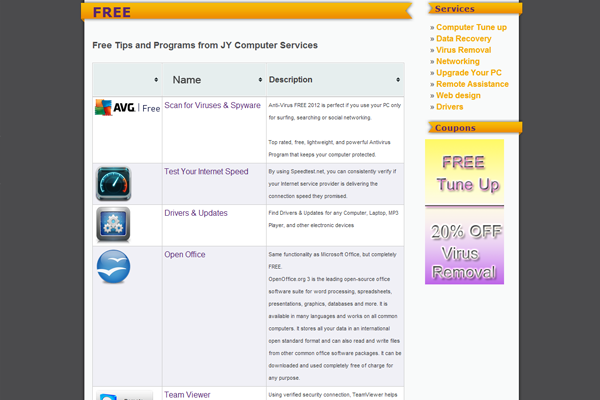 FREE
Free Tips and Programs from JY Computer Services
Name
Description
AVG. | Free
Scan for Viruses & Spyware
Anti-Virus FREE 2012 is perfect if you use your PC only
for surfing, searching or social networking.
Top rated, free, lightweight, and powerful Antivirus
Program that keeps your computer protected.
Test Your Internet Speed
By using Speedtest.net, you can consistently verify if
your Internet service provider is delivering the
connection speed they promised.
Drivers & Updates
Find Drivers & Updates for any Computer, Laptop, MP3
Player, and other electronic devices
Open Office
Same functionality as Microsoft Office, but completely
FREE.
OpenOffice.org 3 is the leading open-source office
software suite for word processing, spreadsheets,
presentations, graphics, databases and more. It is
available in many languages and works on all common
computers. It stores all your data in an international
open standard format and can also read and write files
from other common office software packages. It can be
downloaded and used completely free of charge for
any purpose.
Team Viewer
Using verified security connection, TeamViewer helps
Services
» Computer Tune up
» Data Recovery
» Virus Removal
» Networking
» Upgrade Your PC
» Remote Assistance
» Web design
» Drivers
Coupons
FREE
Tune Up
20% OFF
Virus
Removal